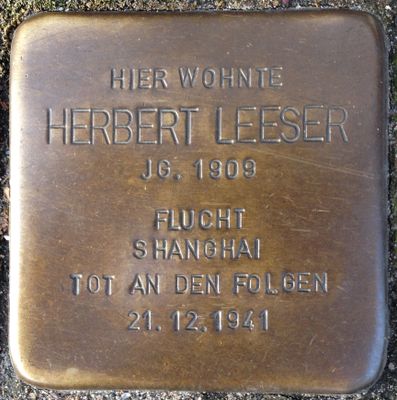 HIER WOHNTE
HERBERT LEESER
JG. 1909
FLUCHT
SHANGHAI
TOT AN DEN FOLGEN
21.12.1941